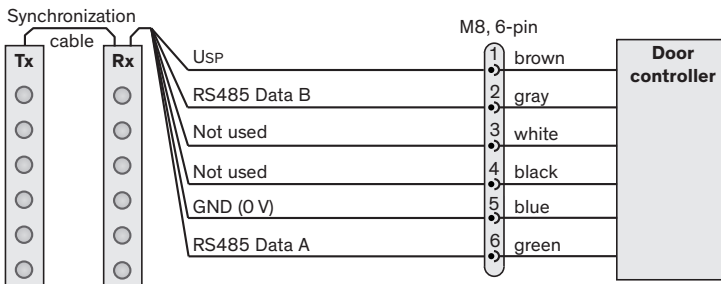 Synchronization
cable
M8, 6-pin
Tx
Rx
USP
1
brown
Door
controller
RS485 Data B
2
gray
Not used
3
white
Not used
4
black
GND (0 V)
5
blue
RS485 Data A
6
green